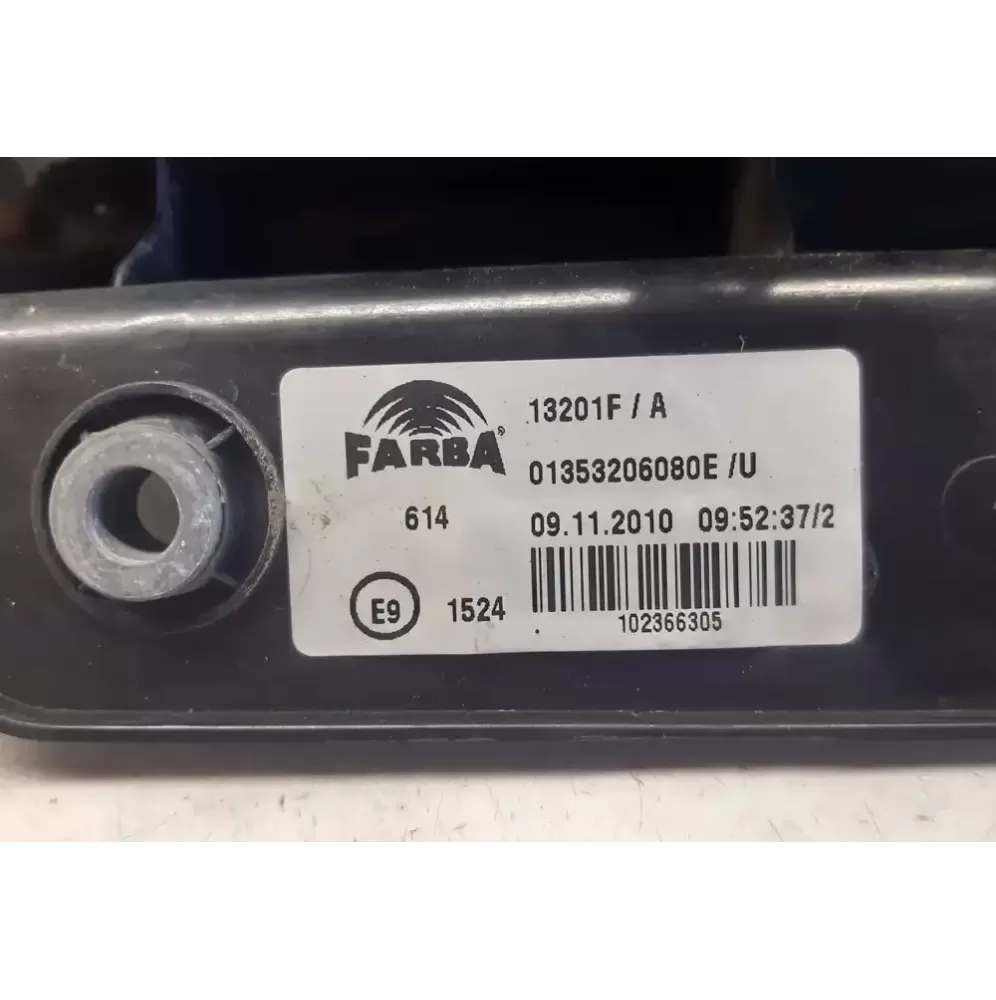 FARBA®
13201F / A
01353206080E /U
614
09.11.2010 09:52:37/2
E9
1524
102366305